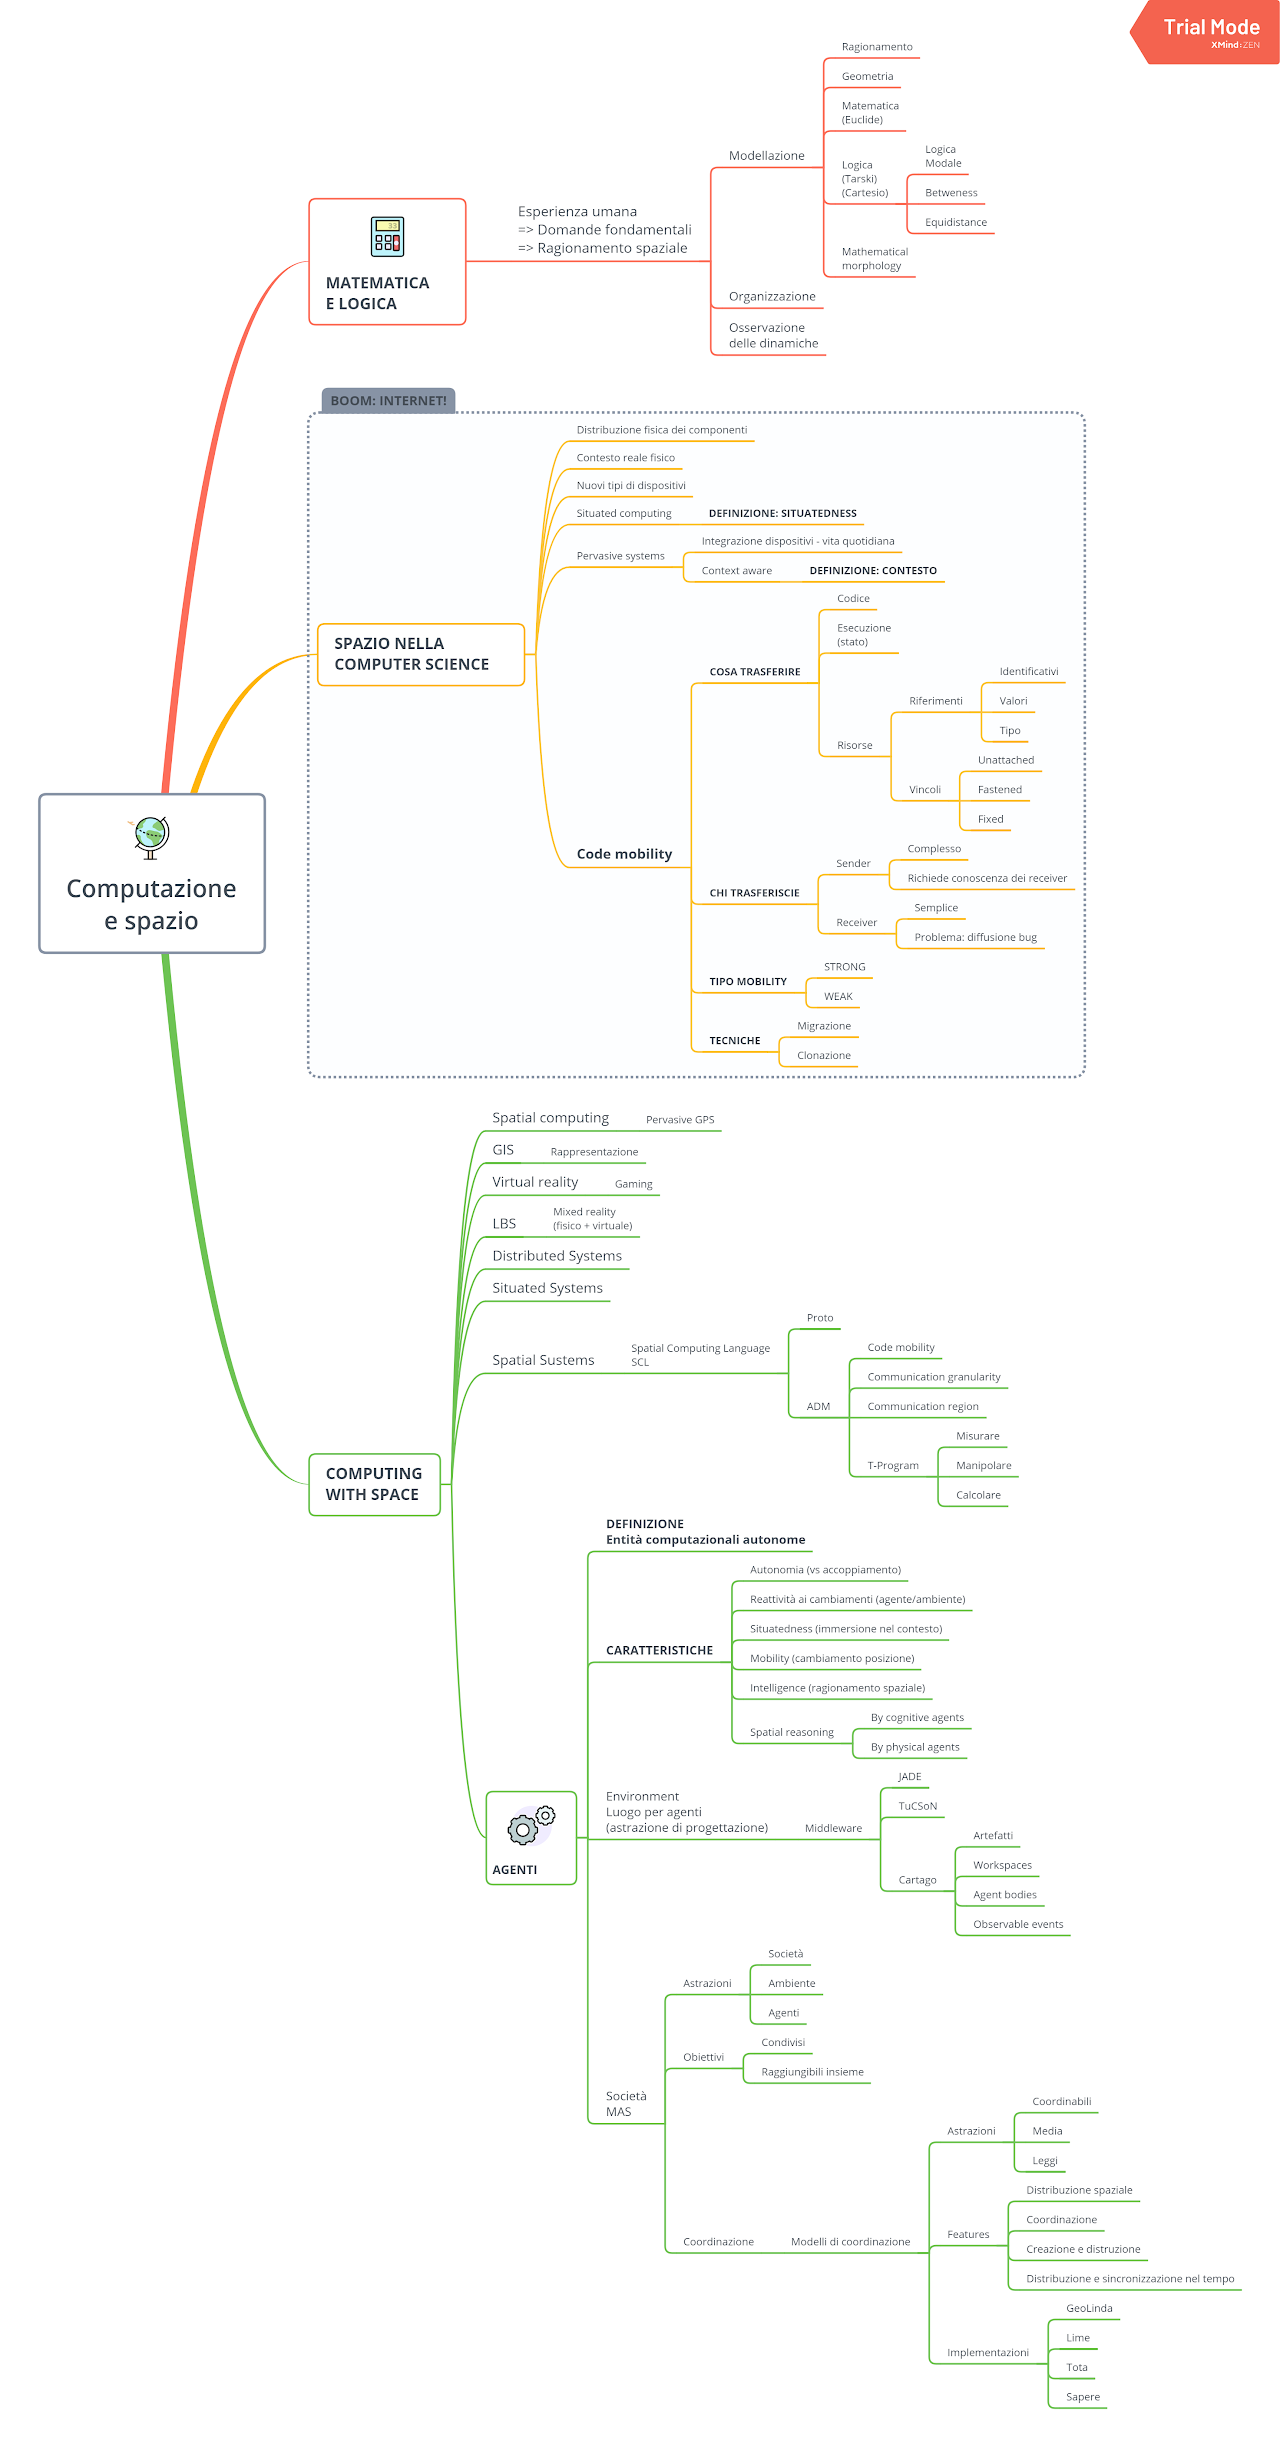 Trial Mode
XMind:ZEN
Computazione
e spazio
MATEMATICA
E LOGICA
Esperienza umana
=> Domande fondamentali
=> Ragionamento spaziale
Modellazione
Ragionamento
Geometria
Matematica
(Euclide)
Logica
(Tarski)
(Cartesio)
Logica
Modale
Betweness
Equidistance
Mathematical
morphology
Organizzazione
Osservazione
delle dinamiche
BOOM: INTERNET!
SPAZIO NELLA
COMPUTER SCIENCE
Distribuzione fisica dei componenti
Contesto reale fisico
Nuovi tipi di dispositivi
Situated computing
DEFINIZIONE: SITUATEDNESS
Pervasive systems
Integrazione dispositivi - vita quotidiana
Context aware
DEFINIZIONE: CONTESTO
Code mobility
COSA TRASFERIRE
Codice
Esecuzione
(stato)
Risorse
Riferimenti
Identificativi
Valori
Tipo
Vincoli
Unattached
Fastened
Fixed
CHI TRASFERISCIE
Sender
Complesso
Richiede conoscenza dei receiver
Receiver
Semplice
Problema: diffusione bug
TIPO MOBILITY
STRONG
WEAK
TECNICHE
Migrazione
Clonazione
COMPUTING
WITH SPACE
Spatial computing
Pervasive GPS
GIS
Rappresentazione
Virtual reality
Gaming
LBS
Mixed reality
(fisico + virtuale)
Distributed Systems
Situated Systems
Spatial Sustems
Spatial Computing Language
SCL
Proto
ADM
Code mobility
Communication granularity
Communication region
T-Program
Misurare
Manipolare
Calcolare
AGENTI
DEFINIZIONE
Entità computazionali autonome
CARATTERISTICHE
Autonomia (vs accoppiamento)
Reattività ai cambiamenti (agente/ambiente)
Situatedness (immersione nel contesto)
Mobility (cambiamento posizione)
Intelligence (ragionamento spaziale)
Spatial reasoning
By cognitive agents
By physical agents
Environment
Luogo per agenti
(astrazione di progettazione)
Middleware
JADE
TuCSoN
Cartago
Artefatti
Workspaces
Agent bodies
Observable events
Società
MAS
Astrazioni
Società
Ambiente
Agenti
Obiettivi
Condivisi
Raggiungibili insieme
Coordinazione
Modelli di coordinazione
Astrazioni
Coordinabili
Media
Leggi
Features
Distribuzione spaziale
Coordinazione
Creazione e distruzione
Distribuzione e sincronizzazione nel tempo
Implementazioni
GeoLinda
Lime
Tota
Sapere